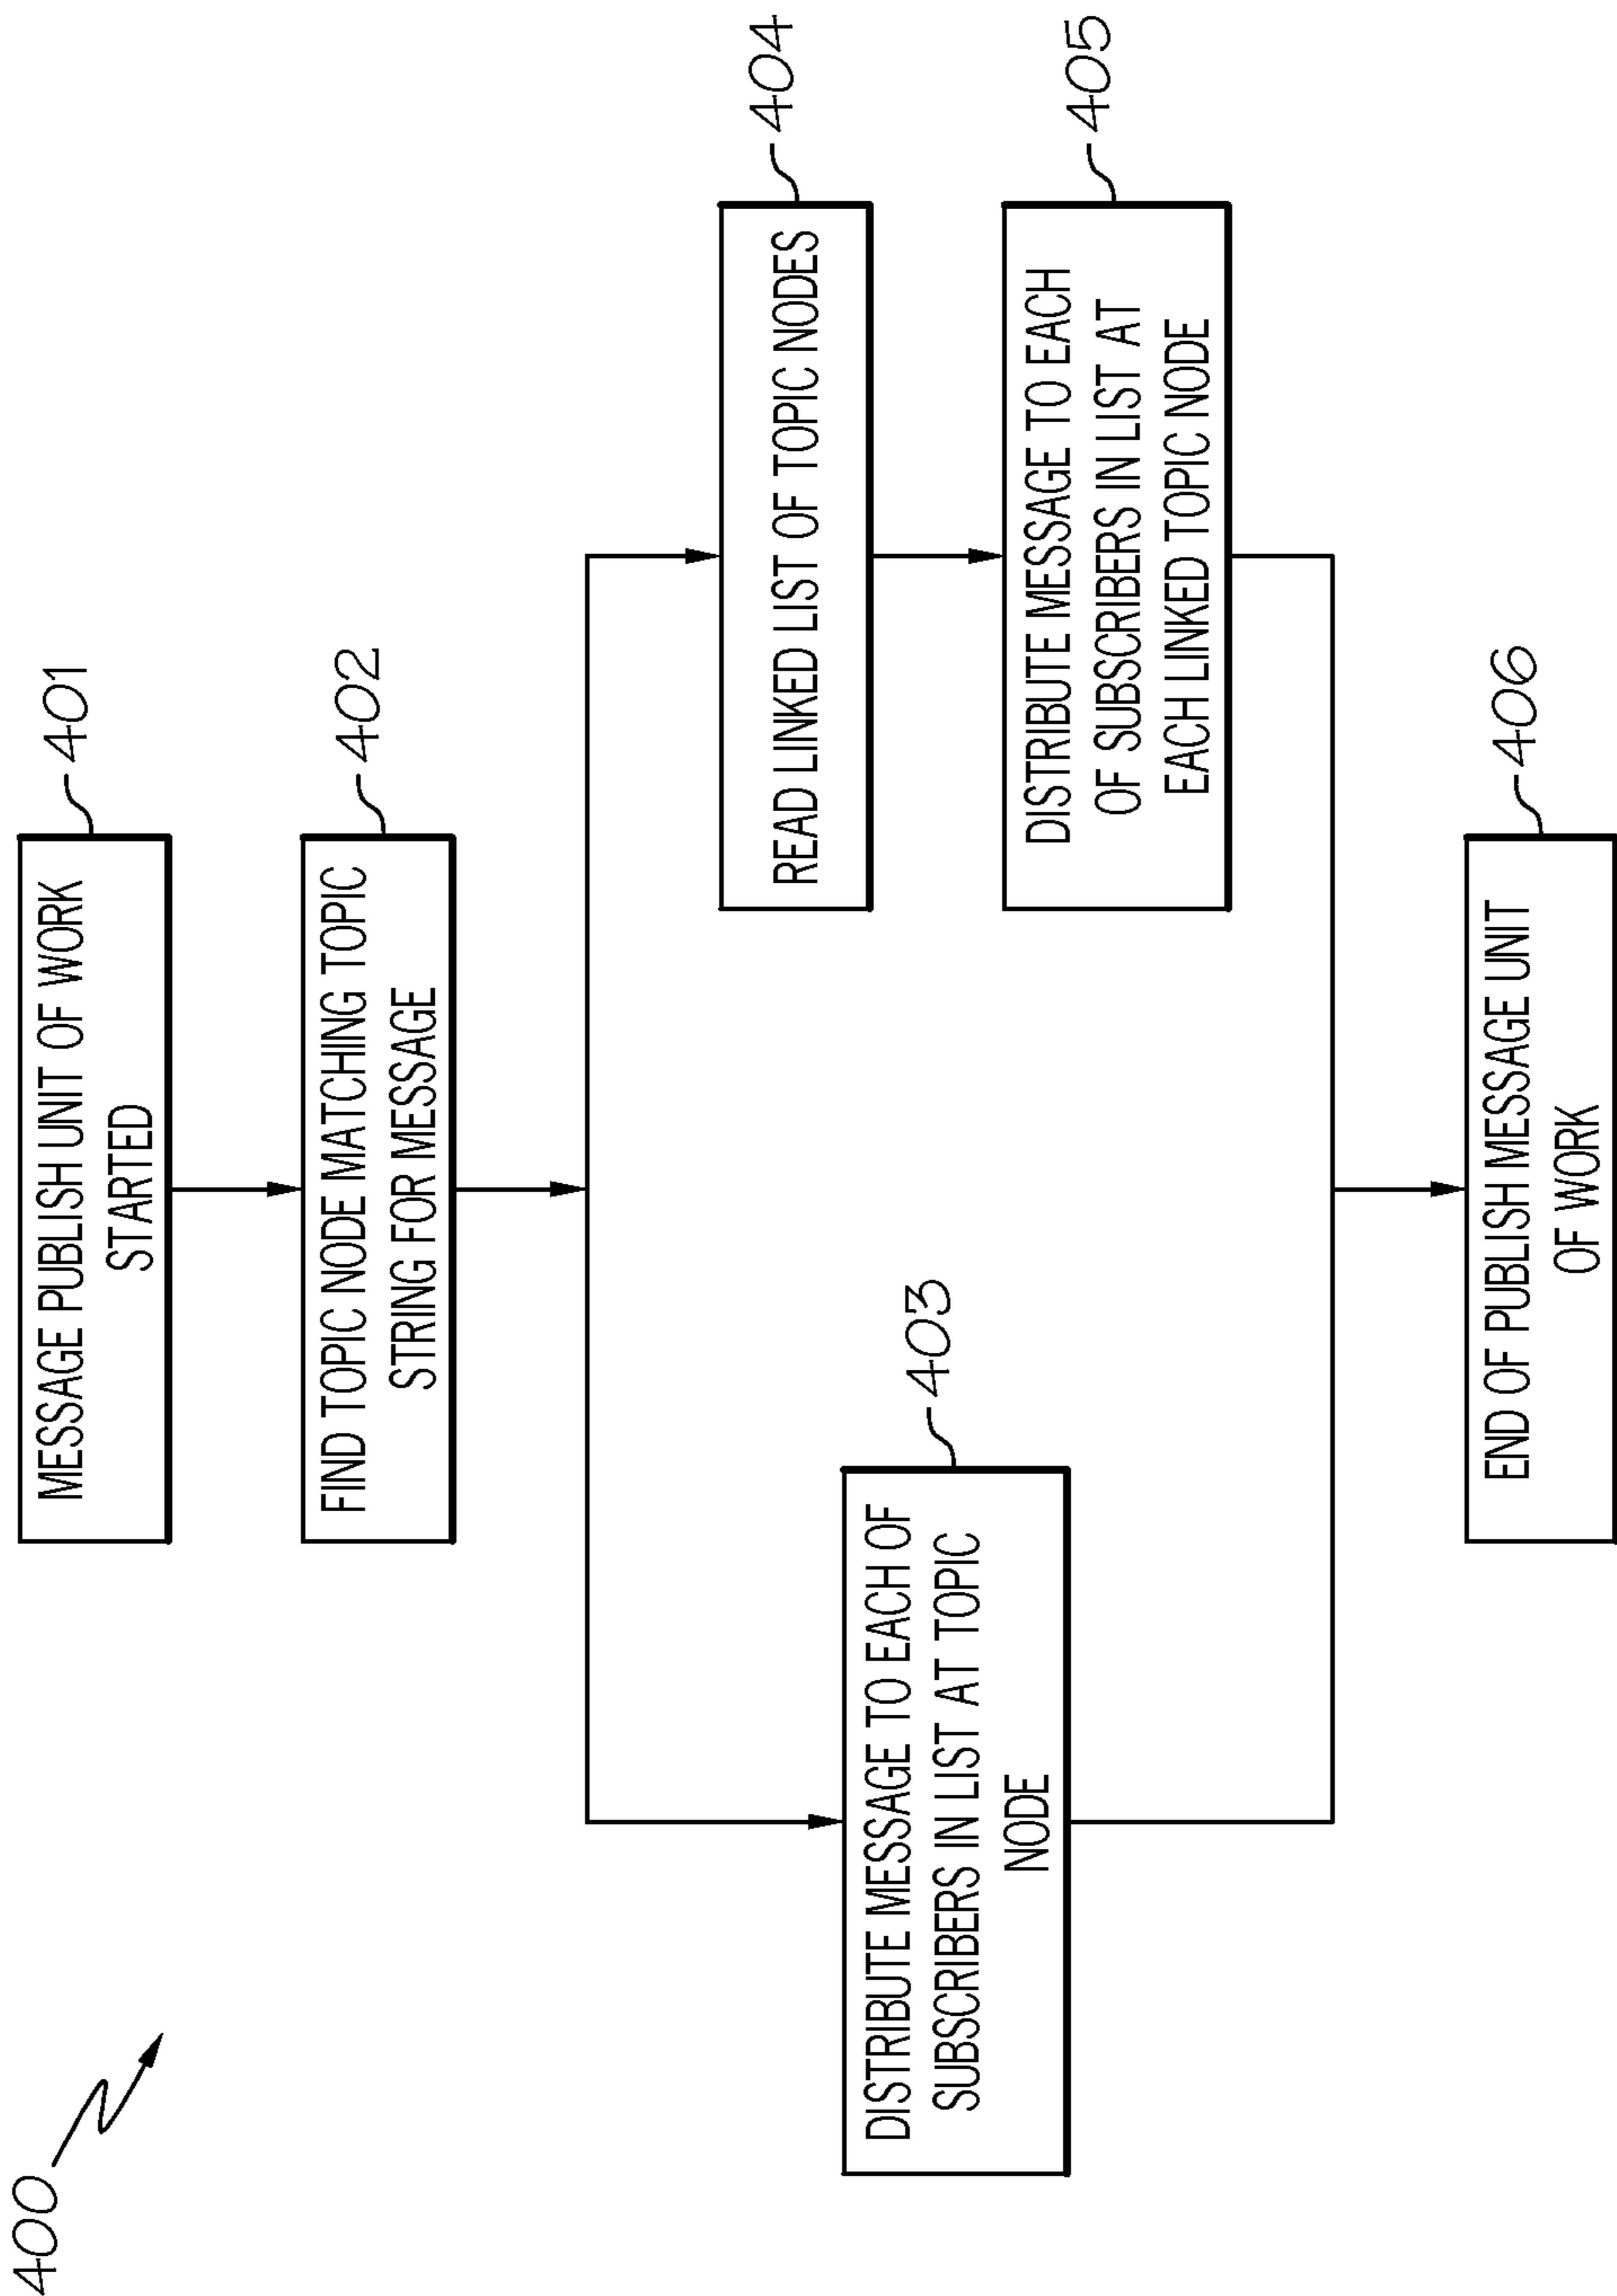 400
MESSAGE PUBLISH UNIT OF WORK
STARTED
401
FIND TOPIC NODE MATCHING TOPIC
STRING FOR MESSAGE
402
DISTRIBUTE MESSAGE TO EACH OF
SUBSCRIBERS IN LIST AT TOPIC
NODE
403
READ LINKED LIST OF TOPIC NODES
404
DISTRIBUTE MESSAGE TO EACH
OF SUBSCRIBERS IN LIST AT
EACH LINKED TOPIC NODE
405
END OF PUBLISH MESSAGE UNIT
OF WORK
406